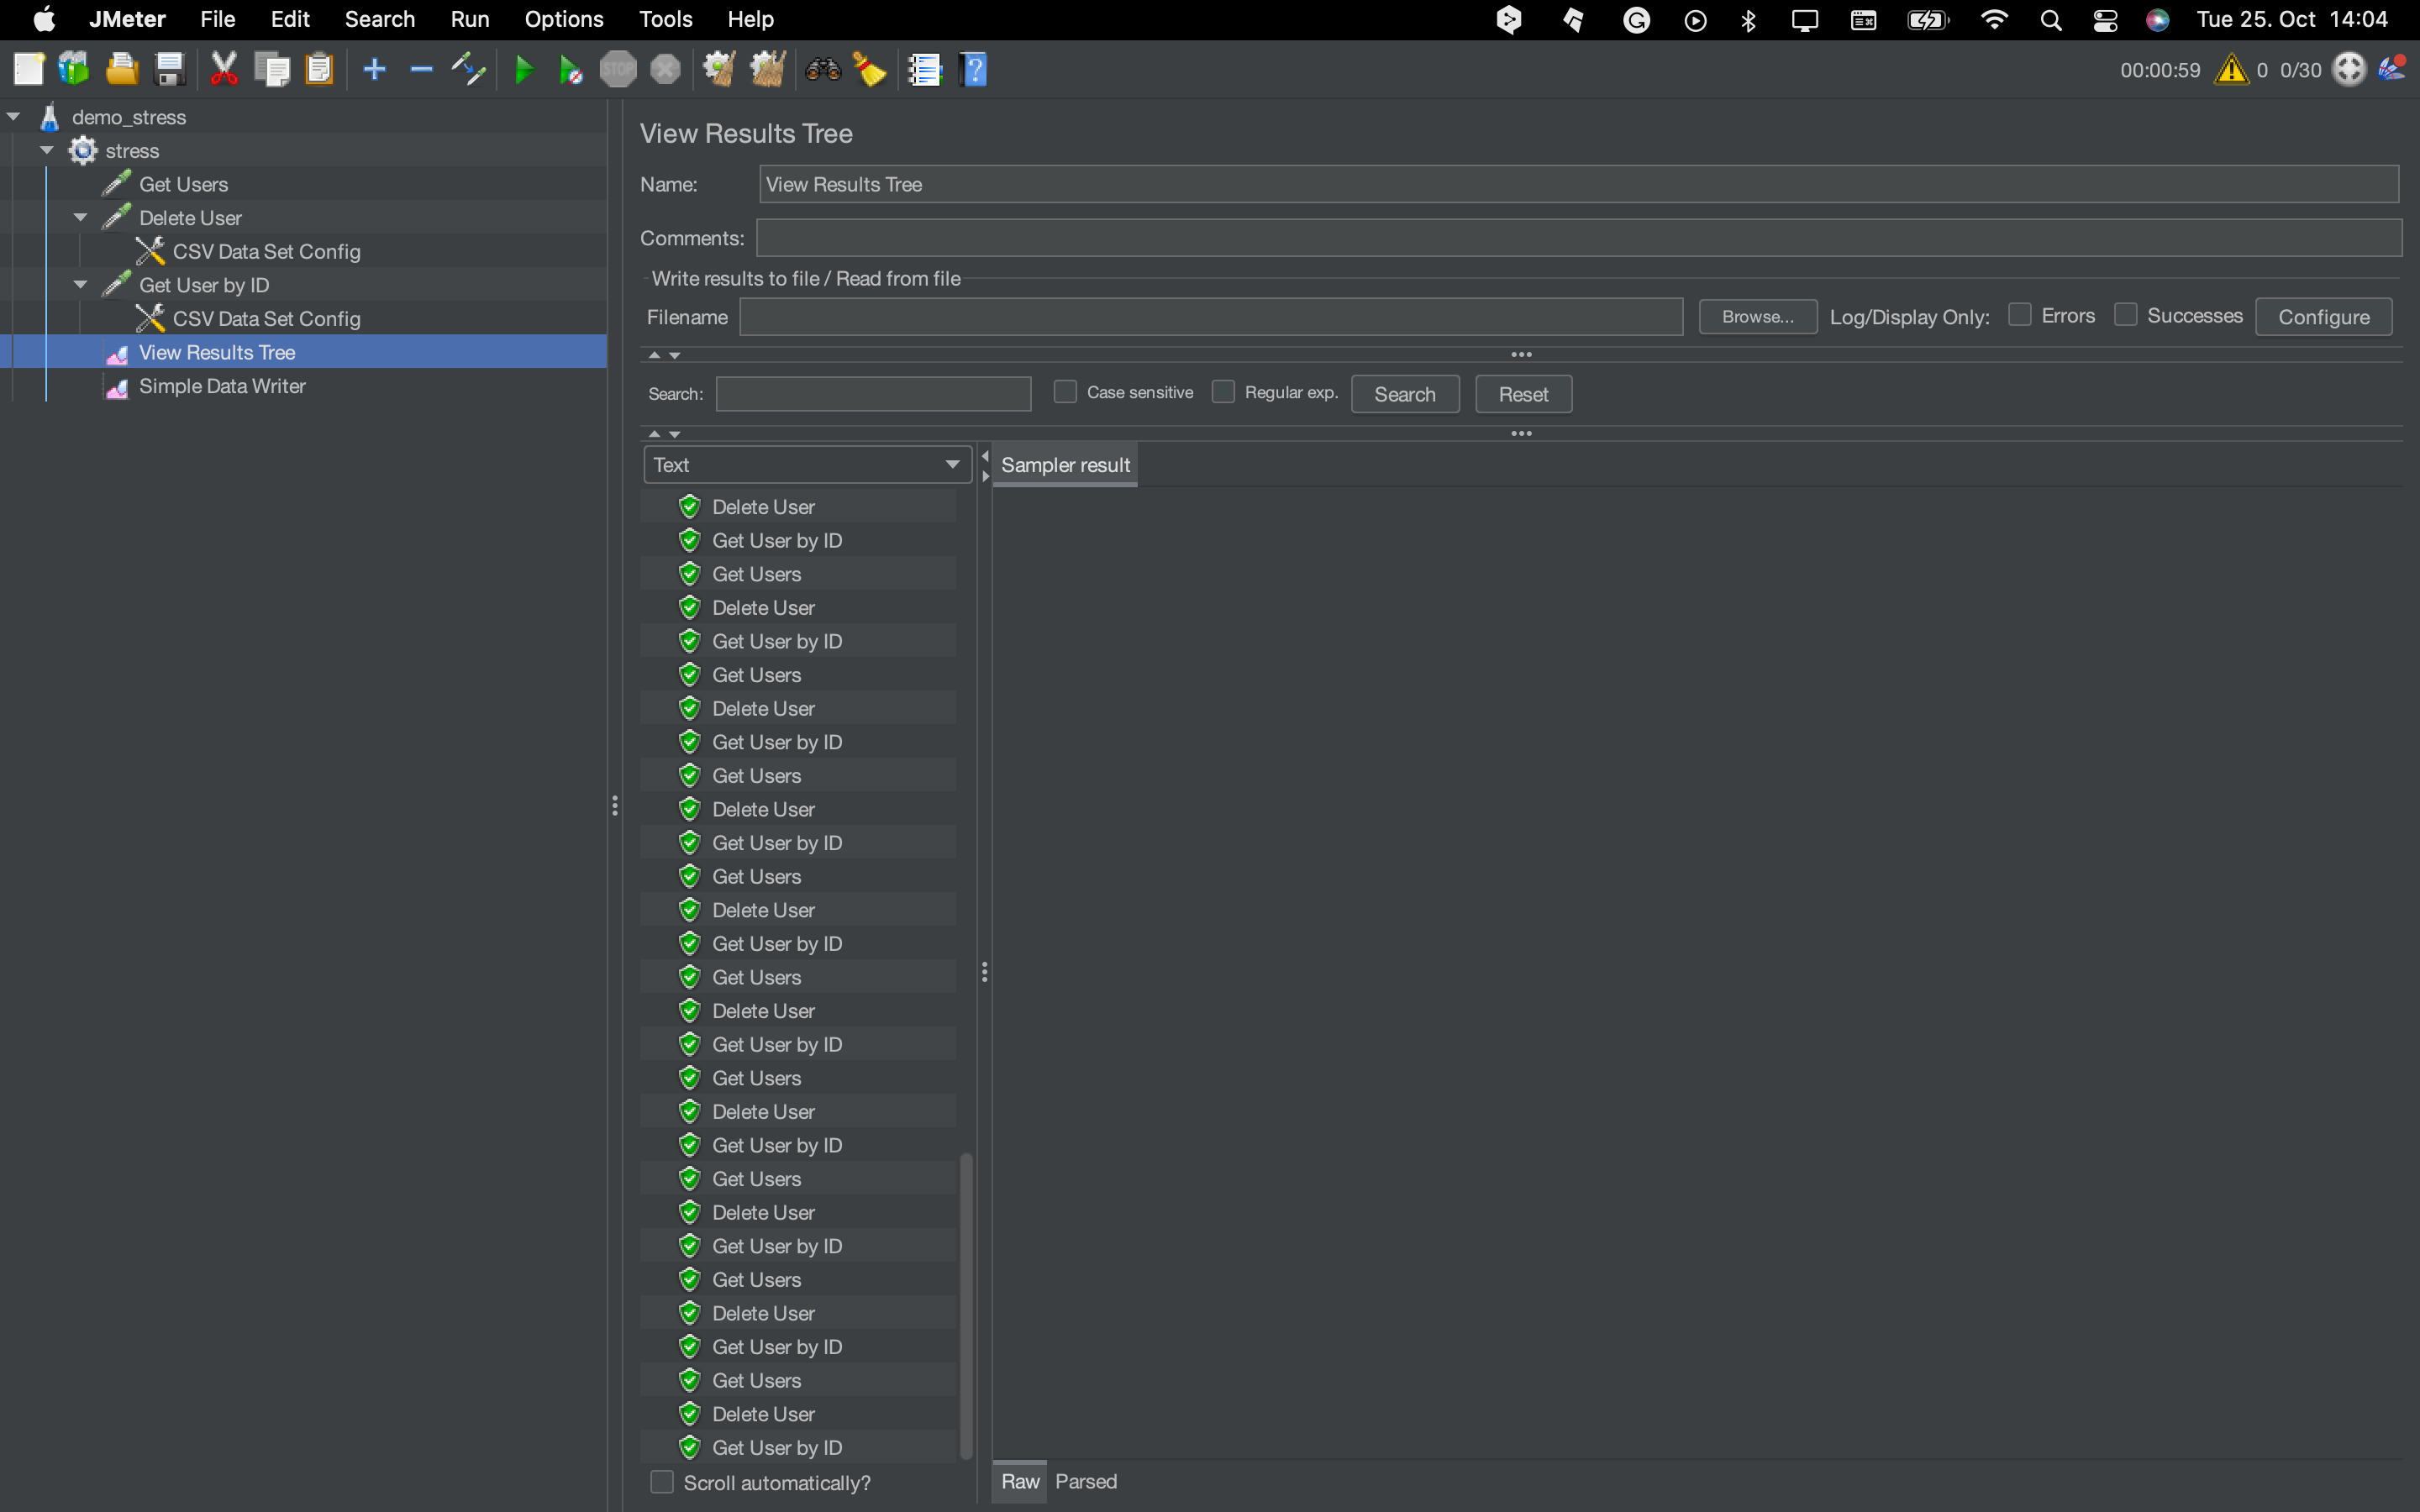 JMeter File Edit Search Run Options Tools Help Tue 25. Oct 14:04
STOP 00:00:59 0 0/30
demo_stress
stress
Get Users
Delete User
CSV Data Set Config
Get User by ID
CSV Data Set Config
View Results Tree
Simple Data Writer
View Results Tree
Name: View Results Tree
Comments:
Write results to file / Read from file
Filename Browse... Log/Display Only: Errors Successes Configure
Search: Case sensitive Regular exp. Search Reset
Text Sampler result
Delete User
Get User by ID
Get Users
Delete User
Get User by ID
Get Users
Delete User
Get User by ID
Get Users
Delete User
Get User by ID
Get Users
Delete User
Get User by ID
Get Users
Delete User
Get User by ID
Get Users
Delete User
Get User by ID
Get Users
Delete User
Get User by ID
Get Users
Delete User
Get User by ID
Get Users
Delete User
Get User by ID
Scroll automatically? Raw Parsed